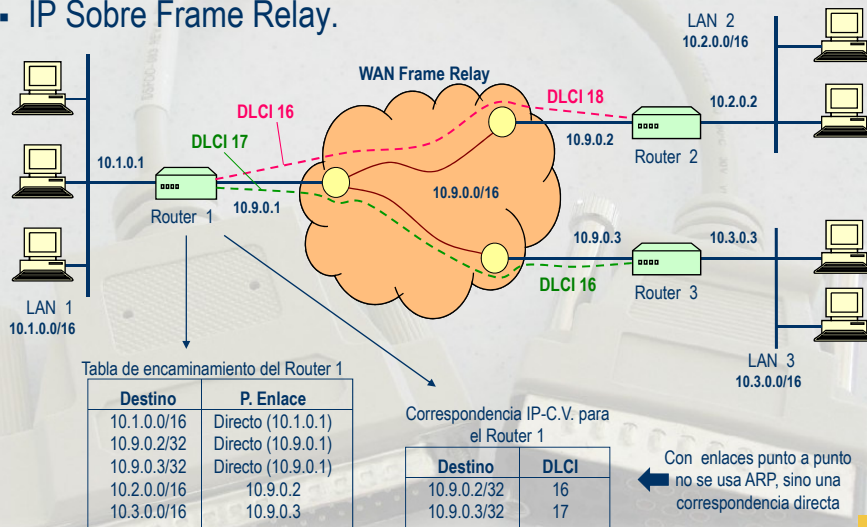 IP Sobre Frame Relay.
LAN 2
10.2.0.0/16
WAN Frame Relay
DLCI 16
DLCI 18
DLCI 17
10.2.0.2
10.9.0.2
Router 2
10.1.0.1
10.9.0.0/16
Router 1
10.9.0.1
10.9.0.3
10.3.0.3
DLCI 16
Router 3
LAN 1
10.1.0.0/16
LAN 3
10.3.0.0/16
Tabla de encaminamiento del Router 1
Destino P. Enlace
10.1.0.0/16 Directo (10.1.0.1)
10.9.0.2/32 Directo (10.9.0.1)
10.9.0.3/32 Directo (10.9.0.1)
10.2.0.0/16 10.9.0.2
10.3.0.0/16 10.9.0.3
Correspondencia IP-C.V. para
el Router 1
Destino DLCI
10.9.0.2/32 16
10.9.0.3/32 17
Con enlaces punto a punto
no se usa ARP, sino una
correspondencia directa